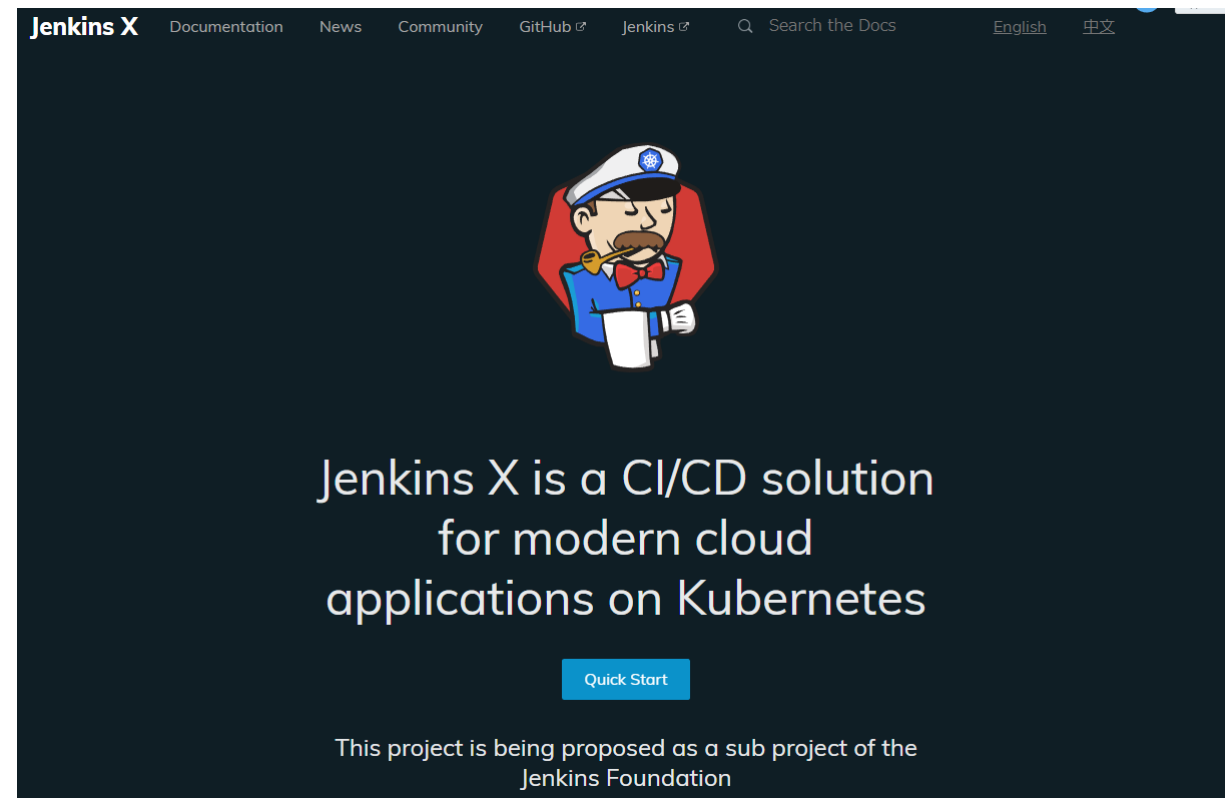 Jenkins X Documentation News Community GitHub Jenkins Search the Docs English 中文
Jenkins X is a CI/CD solution
for modern cloud
applications on Kubernetes
Quick Start
This project is being proposed as a sub project of the
Jenkins Foundation